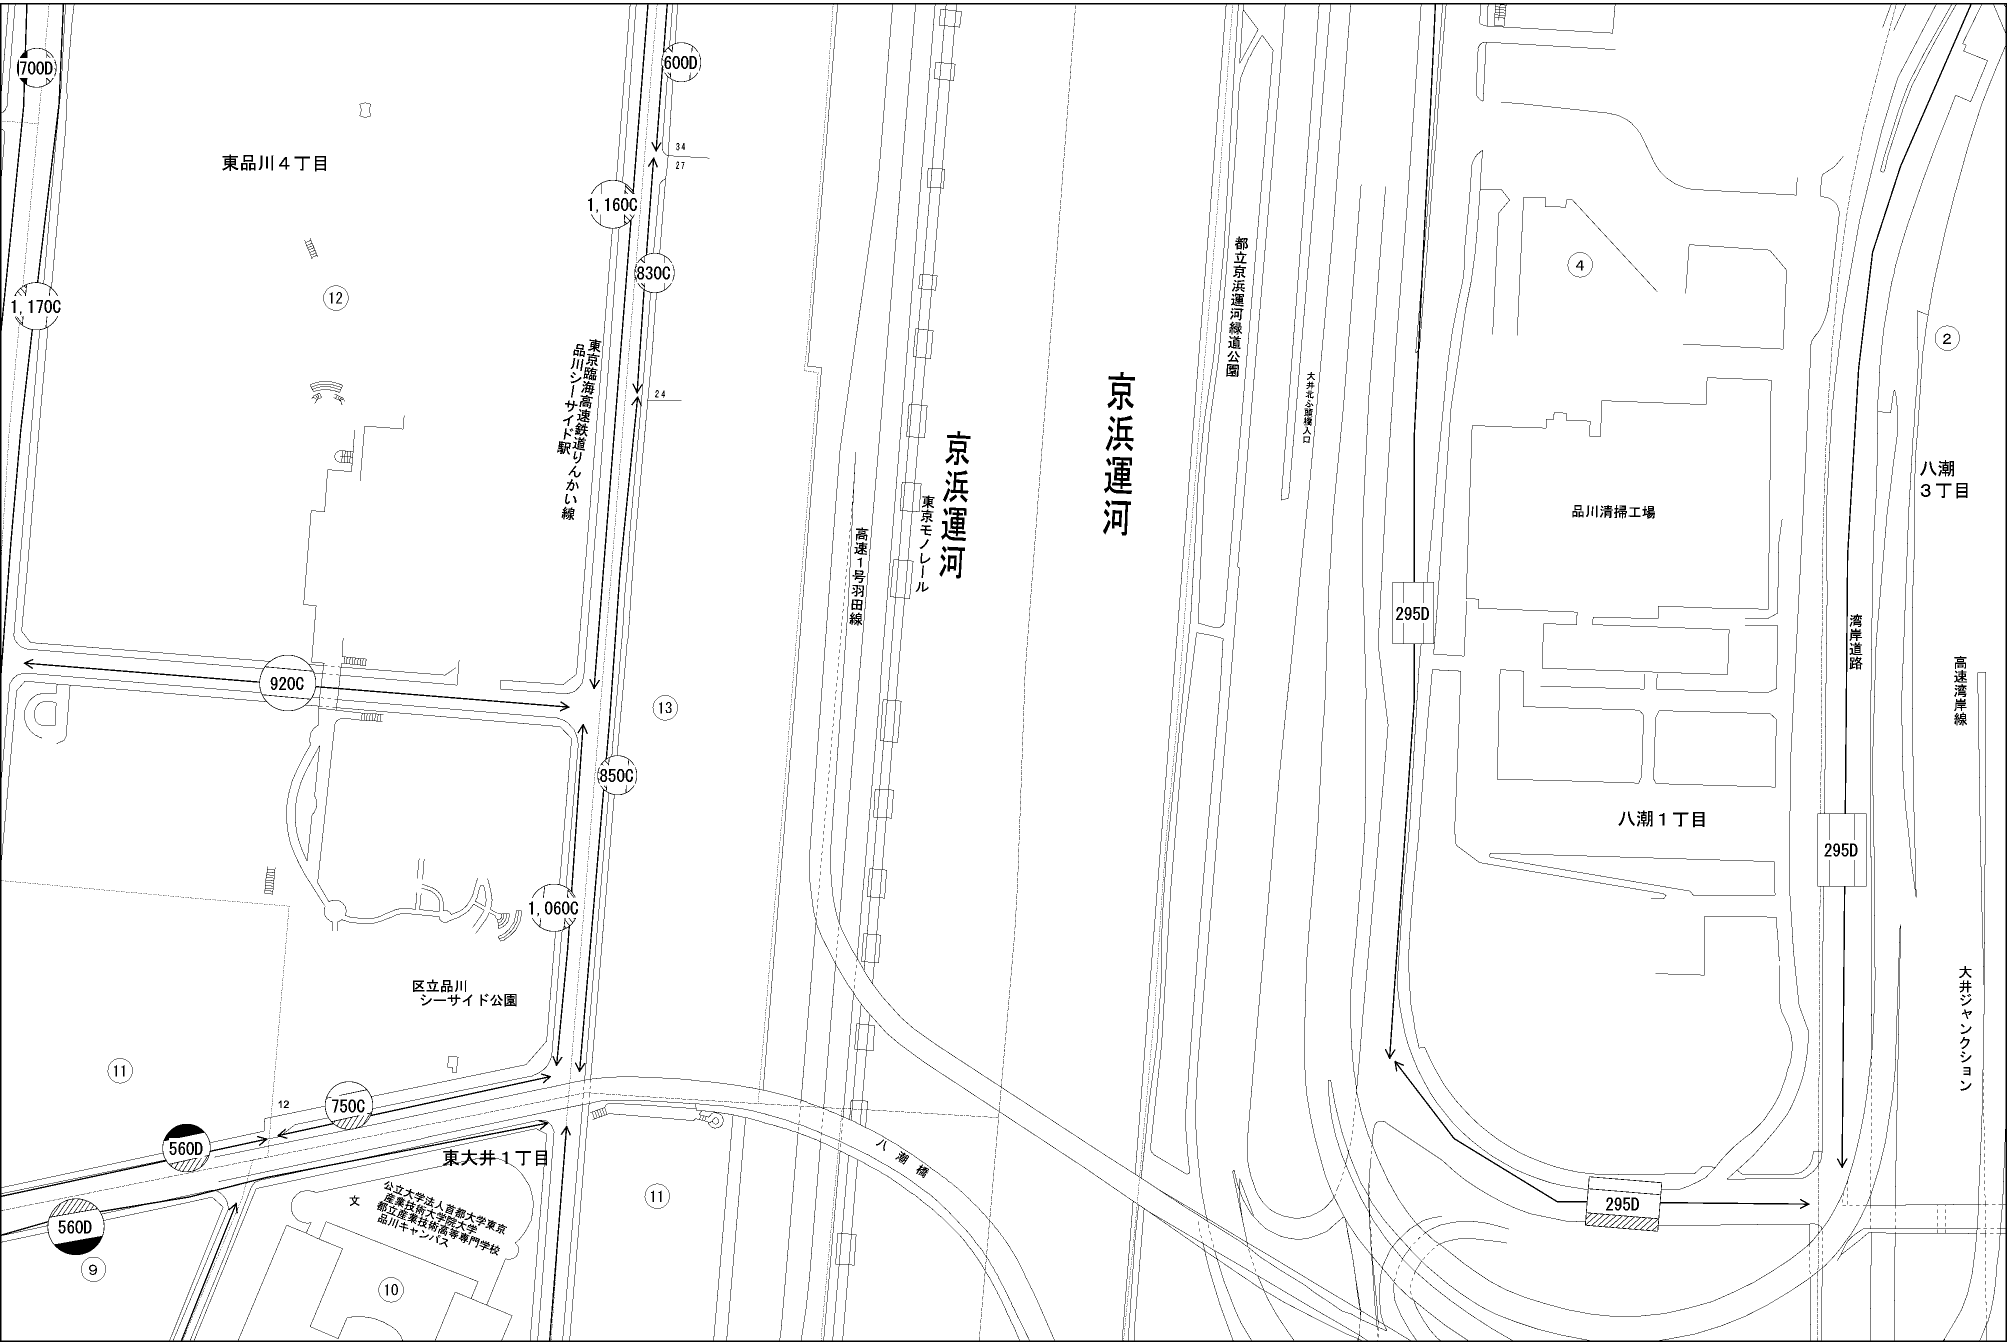 700D
600D
34
27
東品川4丁目
1,160C
830C
4
1,170C
12
2
24
東京臨海高速鉄道りんかい線
品川シーサイド駅
都立京浜運河緑道公園
大井北ふ頭橋入口
京浜運河
京浜運河
東京モノレール
高速1号羽田線
八潮
3丁目
品川清掃工場
295D
湾岸道路
高速湾岸線
920C
13
850C
八潮1丁目
295D
1,060C
区立品川
シーサイド公園
大井ジャンクション
11
12
750C
560D
東大井1丁目
八潮橋
文
公立大学法人首都大学東京
産業技術大学院大学
都立産業技術高等専門学校
品川キャンパス
11
295D
560D
9
10